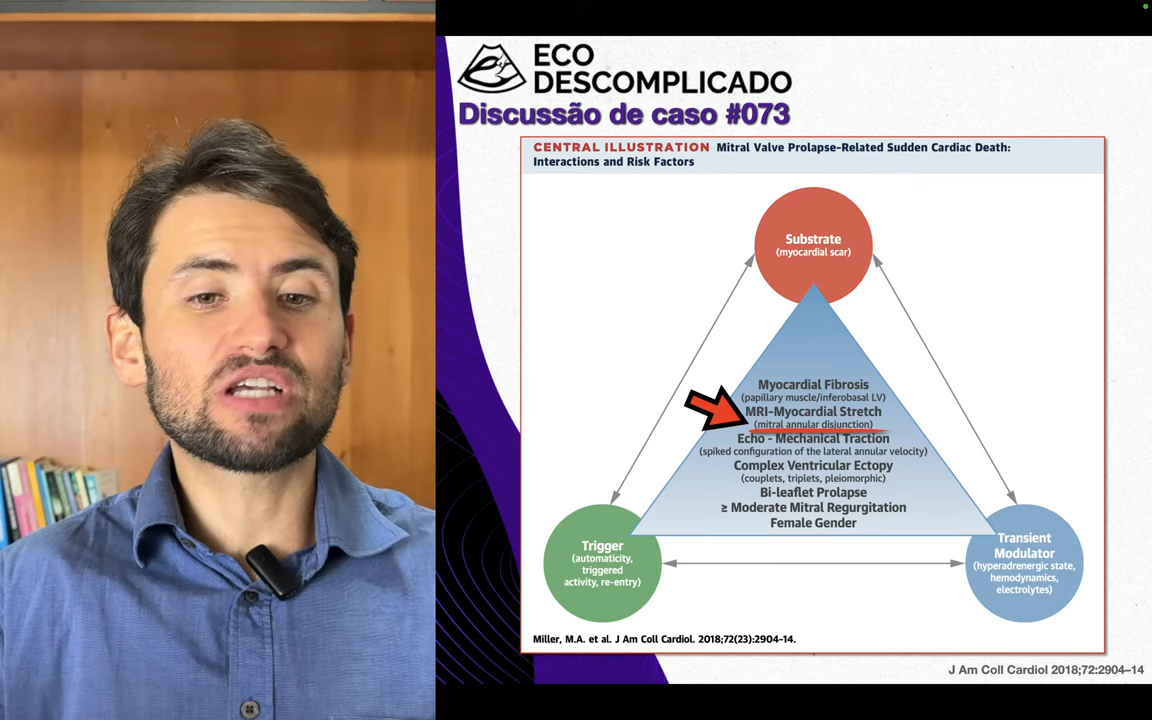 ECO
DESCOMPLICADO
Discussão de caso #073
CENTRAL ILLUSTRATION Mitral Valve Prolapse-Related Sudden Cardiac Death:
Interactions and Risk Factors
Substrate
(myocardial scar)
Myocardial Fibrosis
(papillary muscle/inferobasal LV)
MRI-Myocardial Stretch
(mitral annular disjunction)
Echo - Mechanical Traction
(spiked configuration of the lateral annular velocity)
Complex Ventricular Ectopy
(couplets, triplets, pleiomorphic)
Bi-leaflet Prolapse
≥ Moderate Mitral Regurgitation
Female Gender
Trigger
(automaticity,
triggered
activity, re-entry)
Transient
Modulator
(hyperadrenergic state,
hemodynamics,
electrolytes)
Miller, M.A. et al. J Am Coll Cardiol. 2018;72(23):2904-14.
J Am Coll Cardiol 2018;72:2904–14